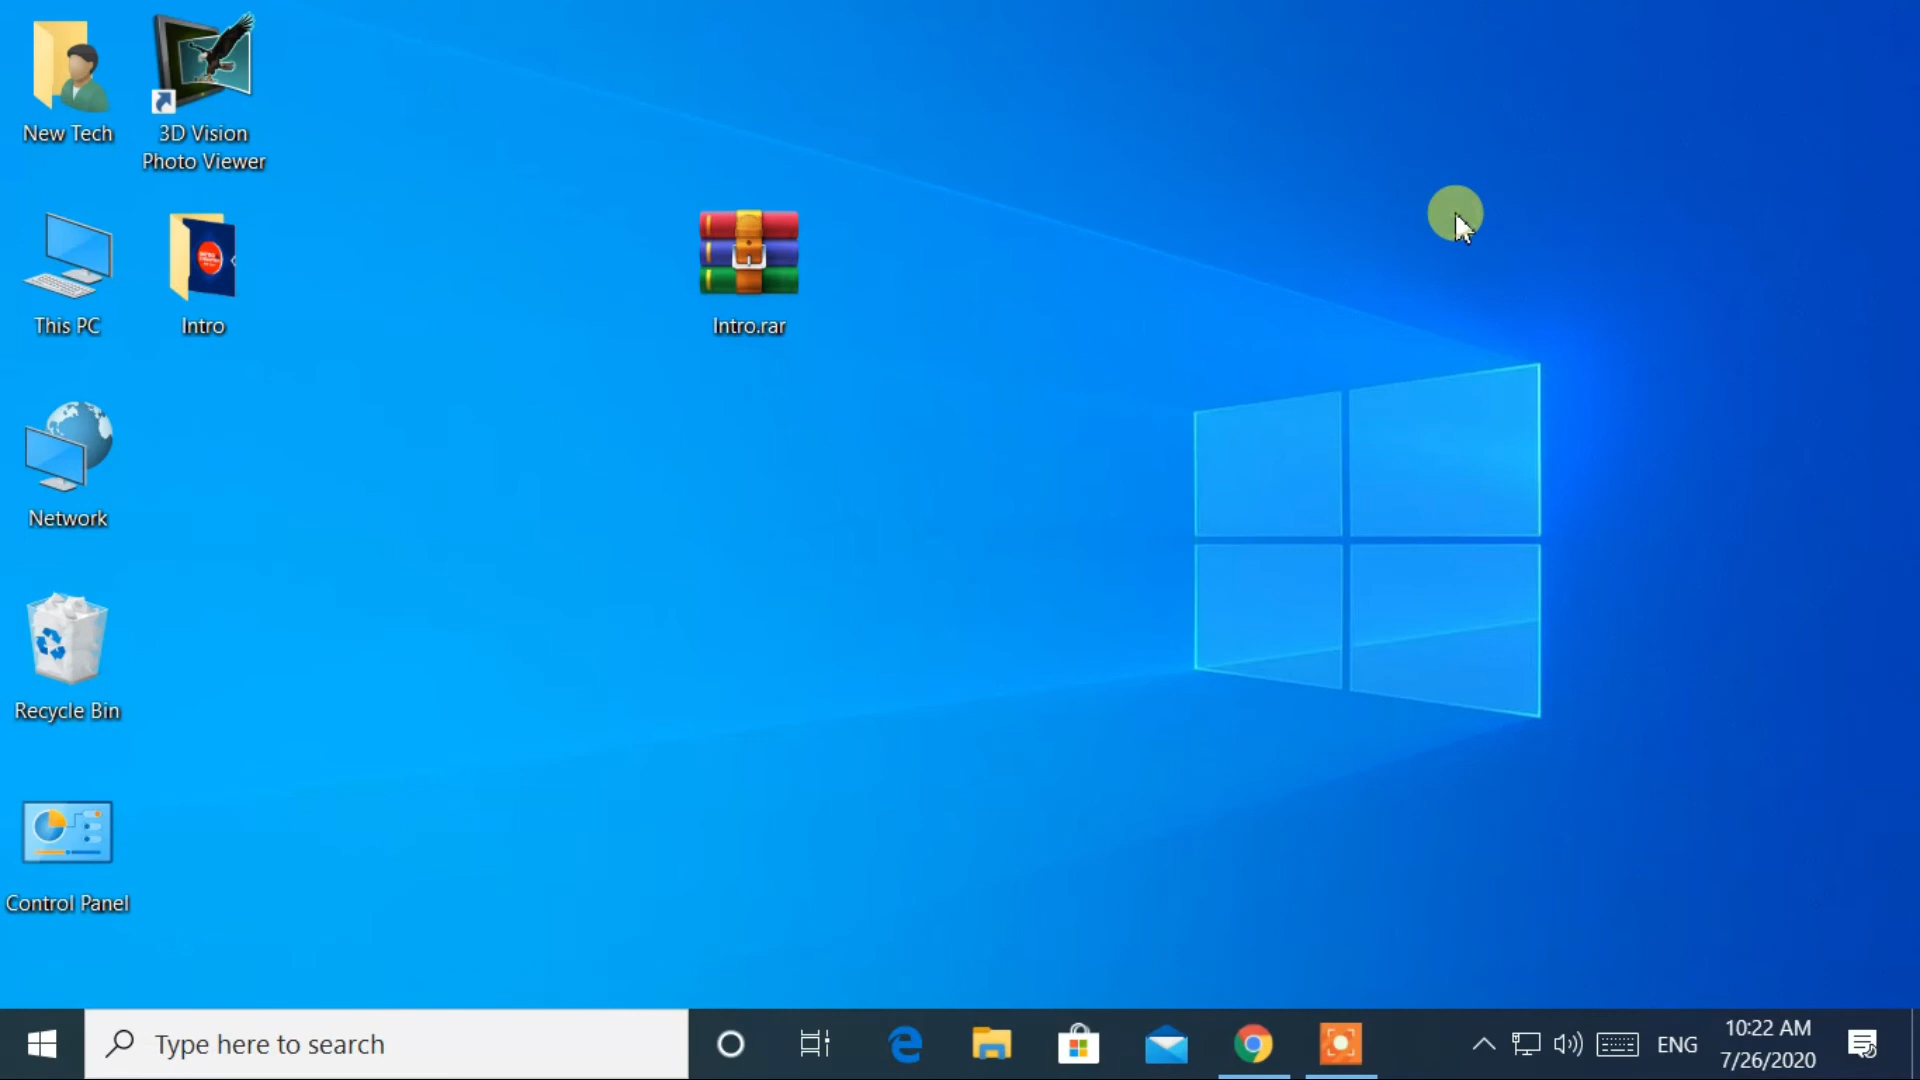 New Tech
3D Vision
Photo Viewer
This PC
Intro
Intro.rar
Network
Recycle Bin
Control Panel
Type here to search
ENG
10:22 AM
7/26/2020